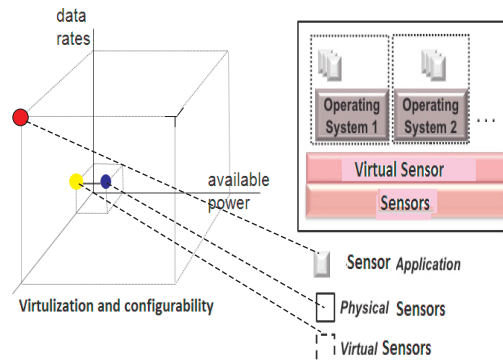 data
rates
available
power
Virtulization and configurability
Operating
System 1
Operating
System 2
...
Virtual Sensor
Sensors
Sensor Application
Physical Sensors
Virtual Sensors